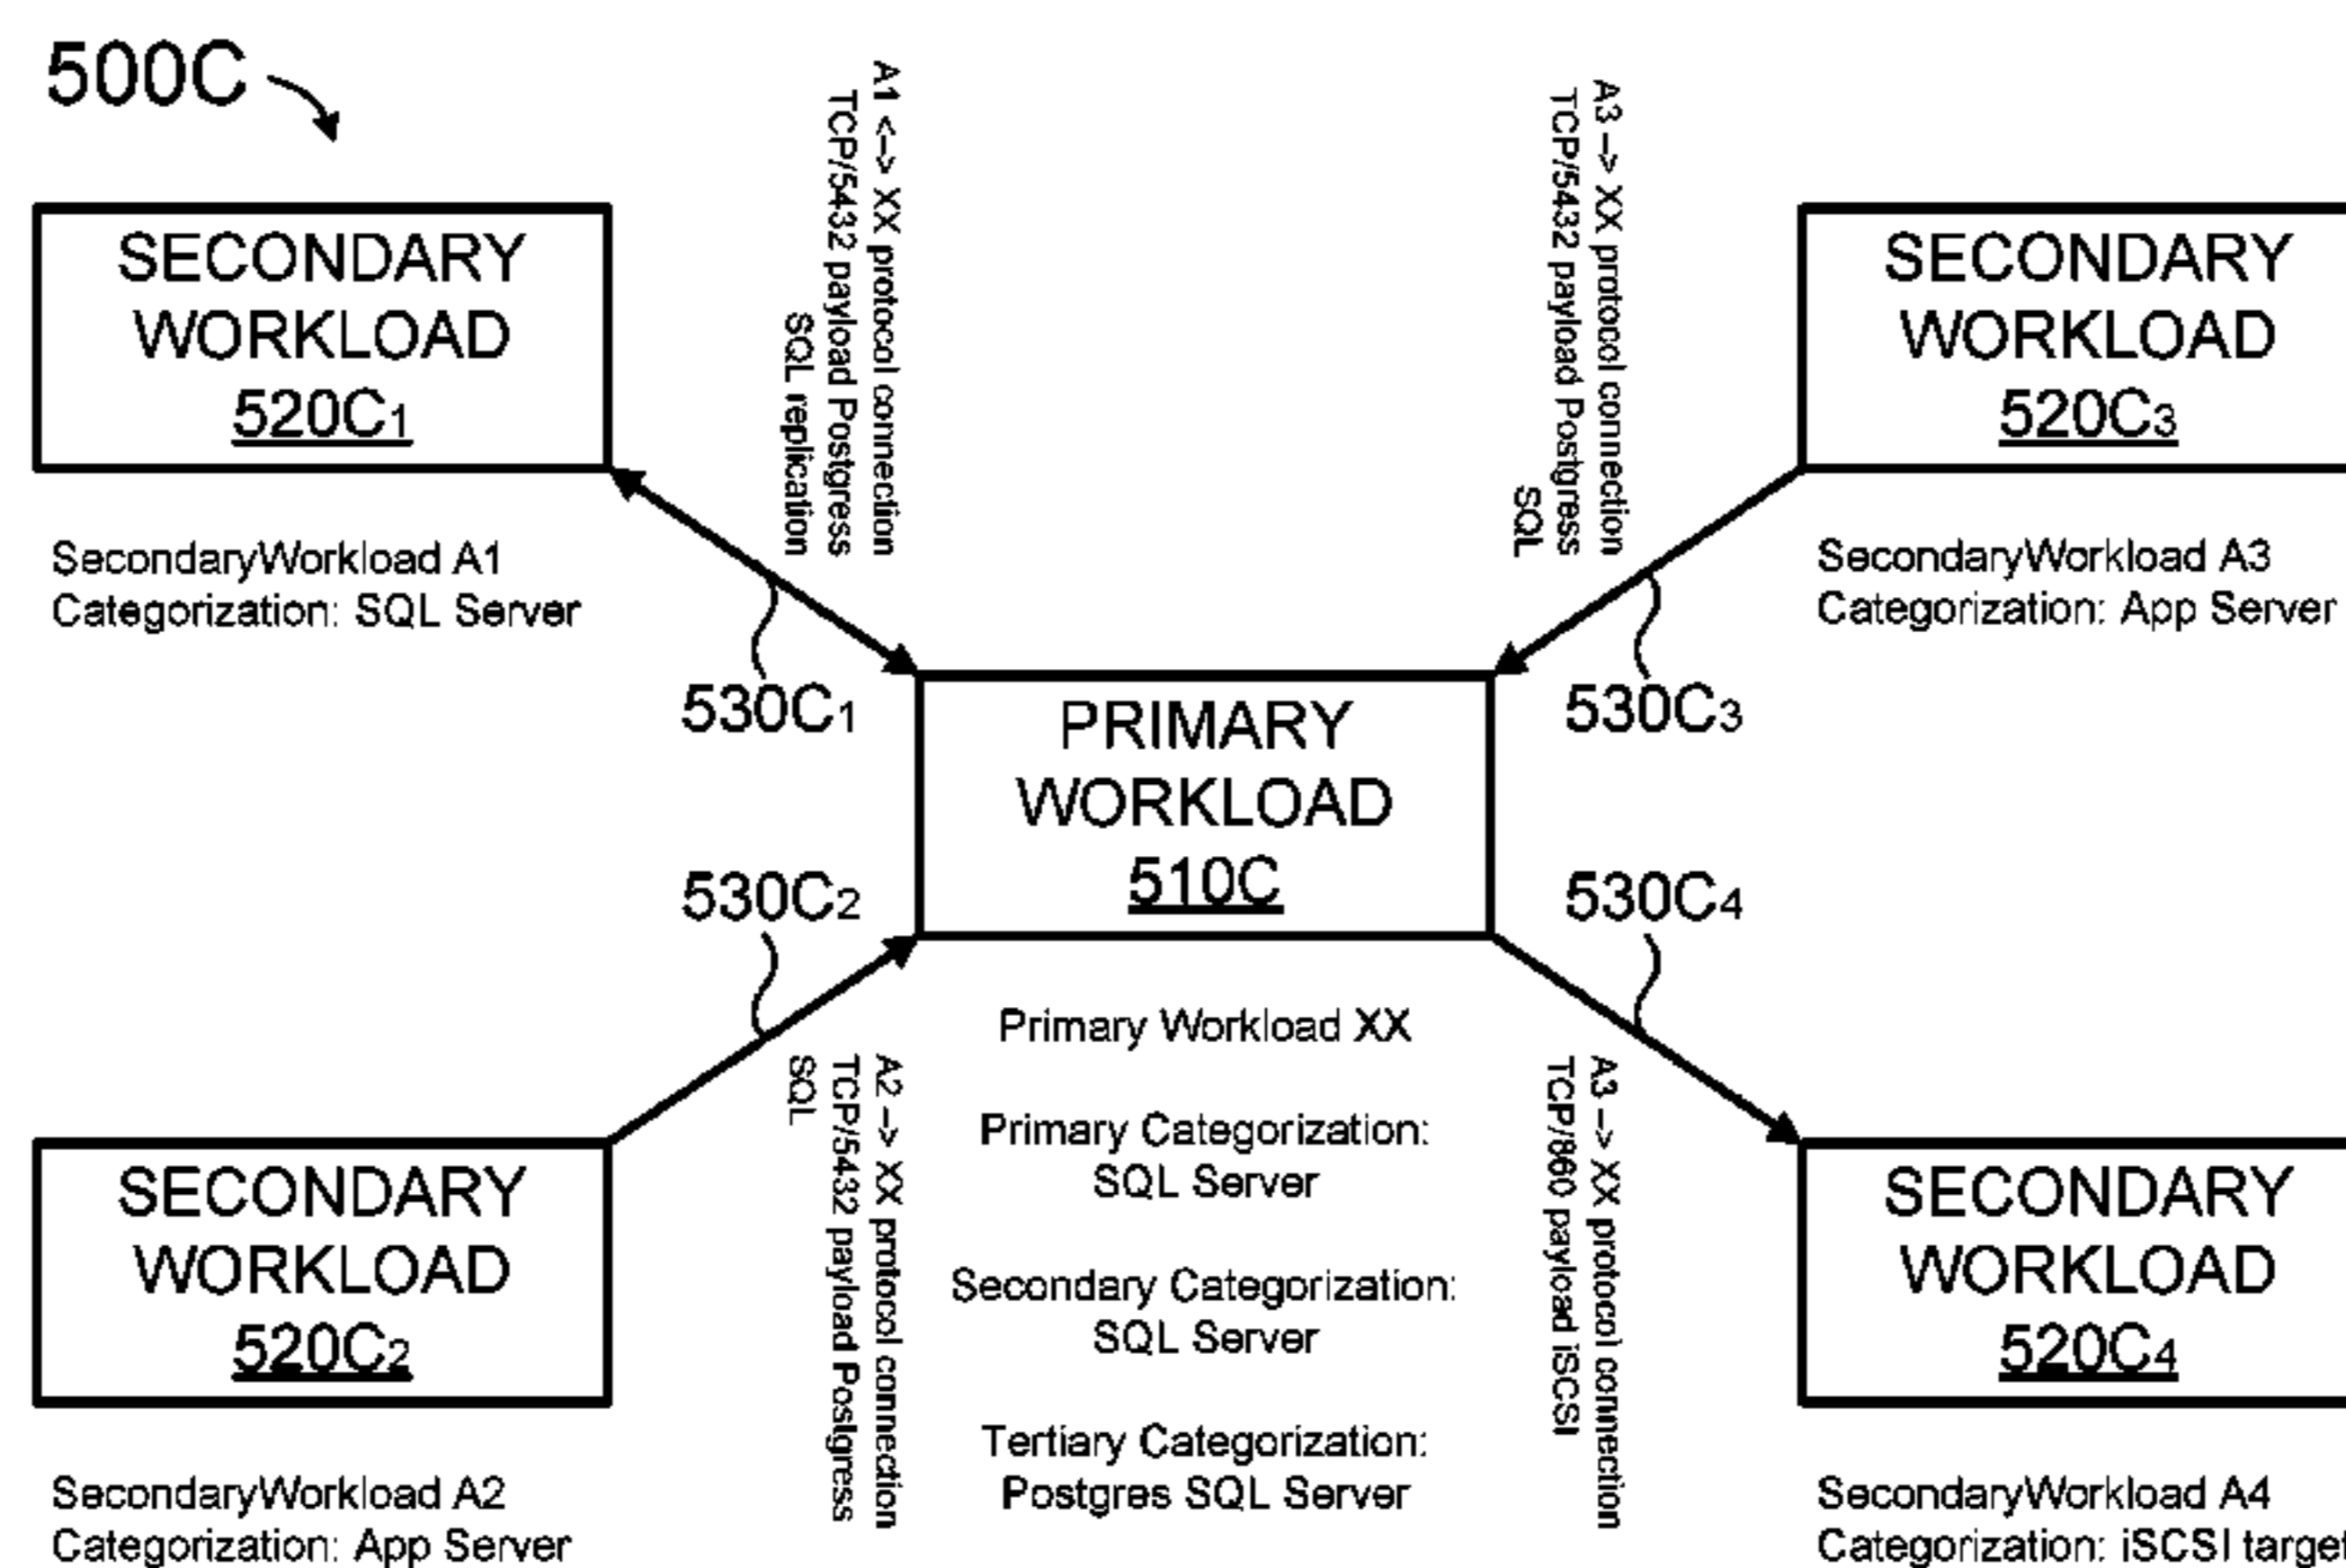 500C
A1 <--> XX protocol connection
TCP/5432 payload Postgress
SQL replication
A3 --> XX protocol connection
TCP/5432 payload Postgress
SQL
SECONDARY
WORKLOAD
520C1
SecondaryWorkload A1
Categorization: SQL Server
SECONDARY
WORKLOAD
520C3
SecondaryWorkload A3
Categorization: App Server
530C1
530C3
PRIMARY
WORKLOAD
510C
530C2
530C4
Primary Workload XX
Primary Categorization:
SQL Server
Secondary Categorization:
SQL Server
Tertiary Categorization:
Postgres SQL Server
A2 --> XX protocol connection
TCP/5432 payload Postgress
SQL
A3 --> XX protocol connection
TCP/860 payload iSCSI
SECONDARY
WORKLOAD
520C2
SecondaryWorkload A2
Categorization: App Server
SECONDARY
WORKLOAD
520C4
SecondaryWorkload A4
Categorization: iSCSI target